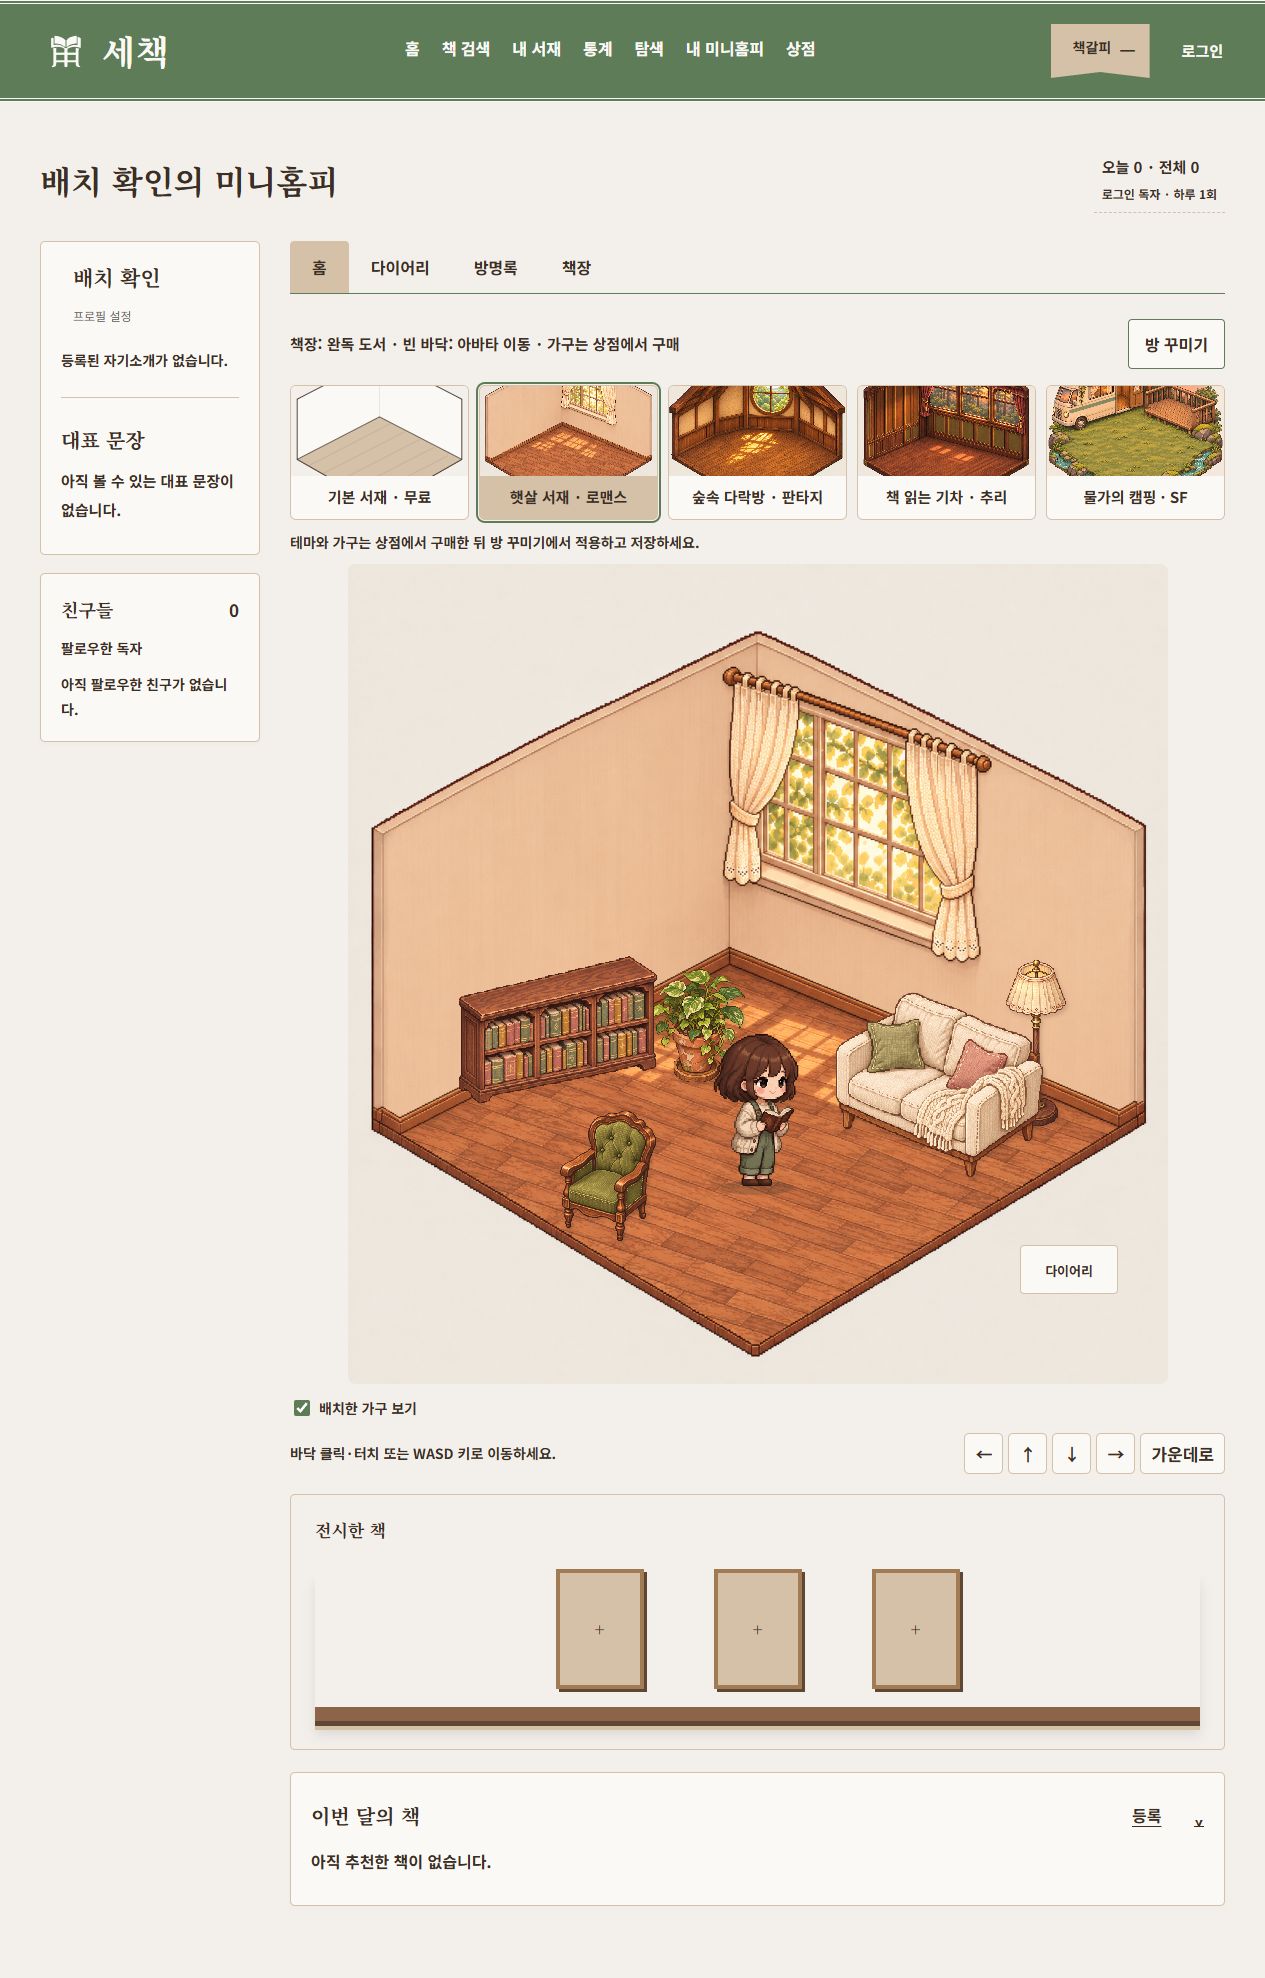 세책
홈 책 검색 내 서재 통계 탐색 내 미니홈피 상점
책갈피 —
로그인
배치 확인의 미니홈피
오늘 0 · 전체 0
로그인 독자 · 하루 1회
배치 확인
프로필 설정
등록된 자기소개가 없습니다.
대표 문장
아직 볼 수 있는 대표 문장이
없습니다.
친구들 0
팔로우한 독자
아직 팔로우한 친구가 없습니
다.
홈 다이어리 방명록 책장
책장: 완독 도서 · 빈 바닥: 아바타 이동 · 가구는 상점에서 구매
방 꾸미기
기본 서재 · 무료
햇살 서재 · 로맨스
숲속 다락방 · 판타지
책 읽는 기차 · 추리
물가의 캠핑 · SF
테마와 가구는 상점에서 구매한 뒤 방 꾸미기에서 적용하고 저장하세요.
다이어리
배치한 가구 보기
바닥 클릭·터치 또는 WASD 키로 이동하세요.
← ↑ ↓ → 가운데로
전시한 책
+ + +
이번 달의 책
등록 v
아직 추천한 책이 없습니다.